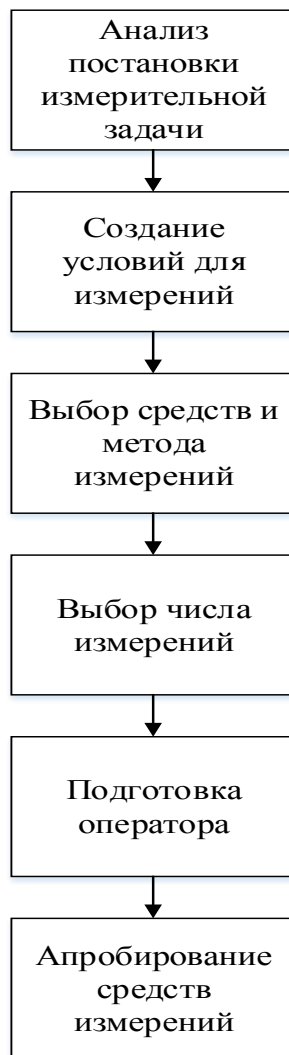 Анализ
постановки
измерительной
задачи
Создание
условий для
измерений
Выбор средств и
метода
измерений
Выбор числа
измерений
Подготовка
оператора
Апробирование
средств
измерений